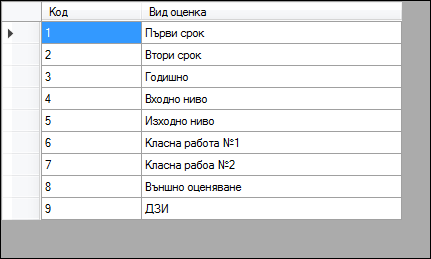 Код Вид оценка
1 Първи срок
2 Втори срок
3 Годишно
4 Входно ниво
5 Изходно ниво
6 Класна работа №1
7 Класна рабоа №2
8 Външно оценяване
9 ДЗИ